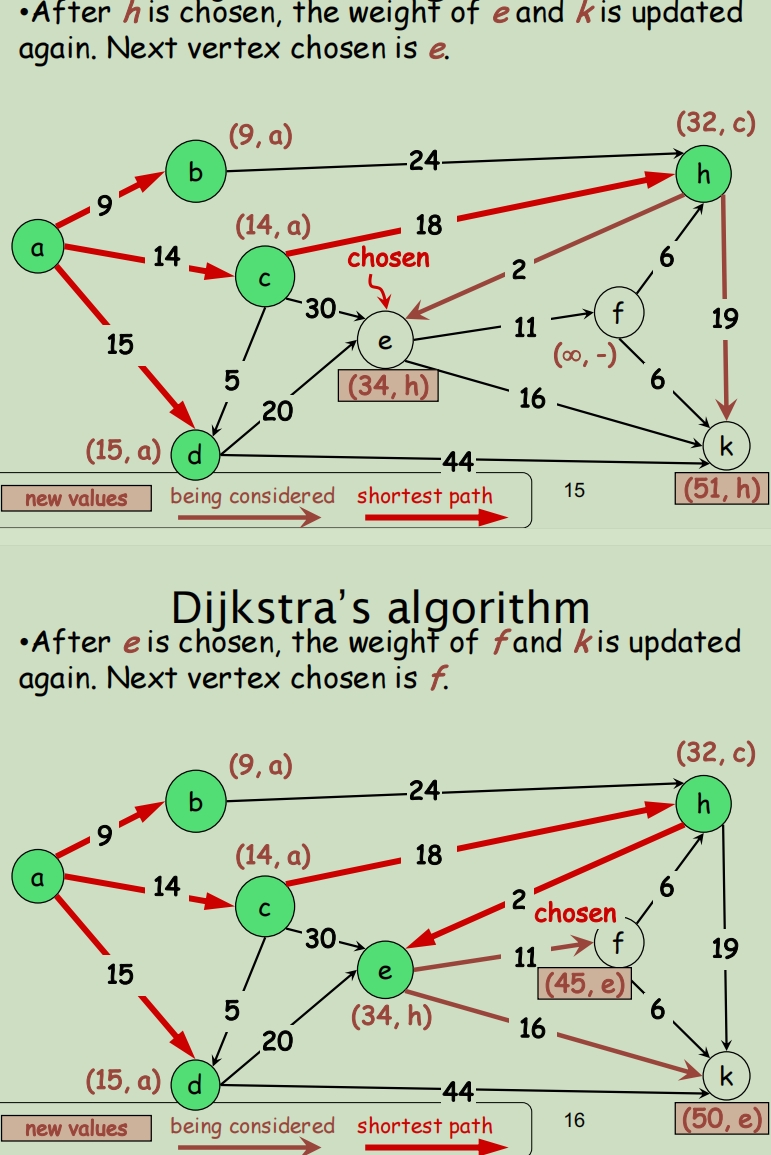 •After h is chosen, the weight of e and k is updated
again. Next vertex chosen is e.
(32, c)
(9, a)
b
24
h
9
(14, a)
18
a
14
c
chosen
2
6
30
f
15
e
11
19
(∞, -)
5
(34, h)
6
20
16
k
(15, a)
d
44
(51, h)
new values
being considered
shortest path
15
Dijkstra’s algorithm
•After e is chosen, the weight of f and k is updated
again. Next vertex chosen is f.
(32, c)
(9, a)
b
24
h
9
(14, a)
18
a
14
c
2
6
chosen
30
f
15
e
11
19
(45, e)
5
(34, h)
6
20
16
k
(15, a)
d
44
(50, e)
new values
being considered
shortest path
16